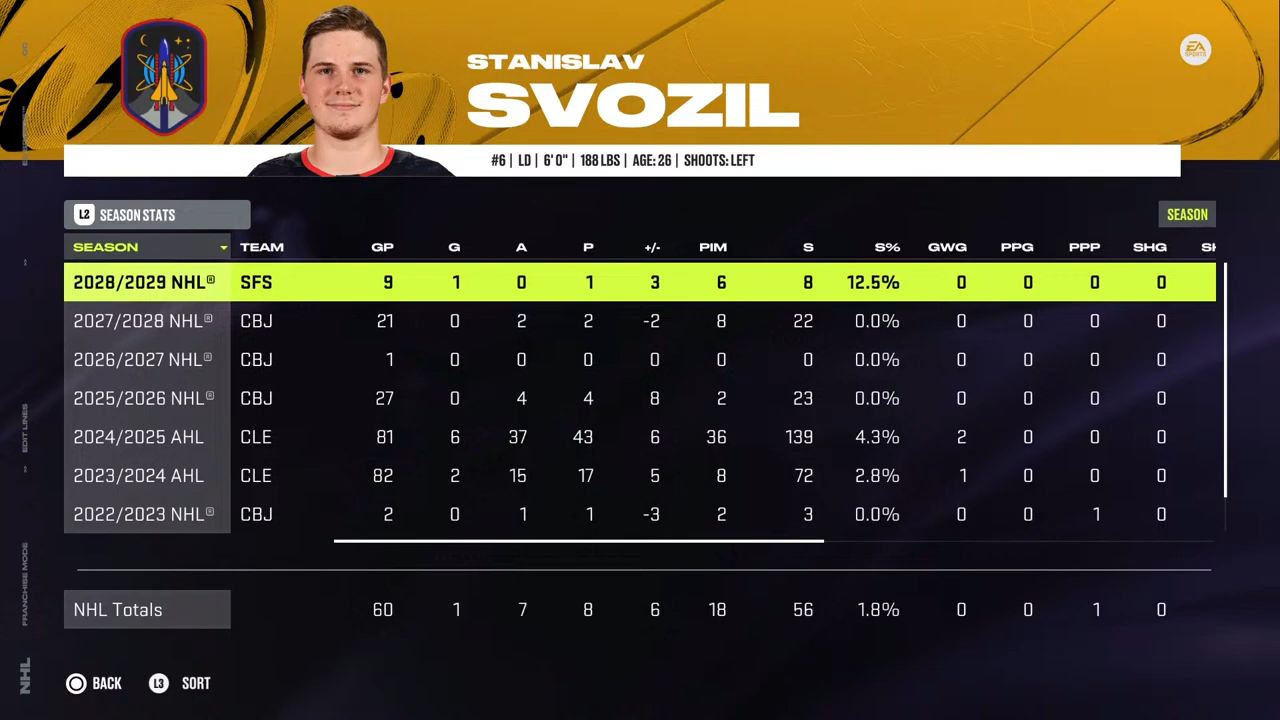 EA SPORTS
STANISLAV
SVOZIL
#6 | LD | 6' 0" | 188 LBS | AGE: 26 | SHOOTS: LEFT
L2 SEASON STATS SEASON
SEASON TEAM GP G A P +/- PIM S S% GWG PPG PPP SHG
2028/2029 NHL® SFS 9 1 0 1 3 6 8 12.5% 0 0 0 0
2027/2028 NHL® CBJ 21 0 2 2 -2 8 22 0.0% 0 0 0 0
2026/2027 NHL® CBJ 1 0 0 0 0 0 0 0.0% 0 0 0 0
2025/2026 NHL® CBJ 27 0 4 4 8 2 23 0.0% 0 0 0 0
2024/2025 AHL CLE 81 6 37 43 6 36 139 4.3% 2 0 0 0
2023/2024 AHL CLE 82 2 15 17 5 8 72 2.8% 1 0 0 0
2022/2023 NHL® CBJ 2 0 1 1 -3 2 3 0.0% 0 0 1 0
NHL Totals 60 1 7 8 6 18 56 1.8% 0 0 1 0
BACK L3 SORT
NHL
FRANCHISE MODE
EDIT LINES